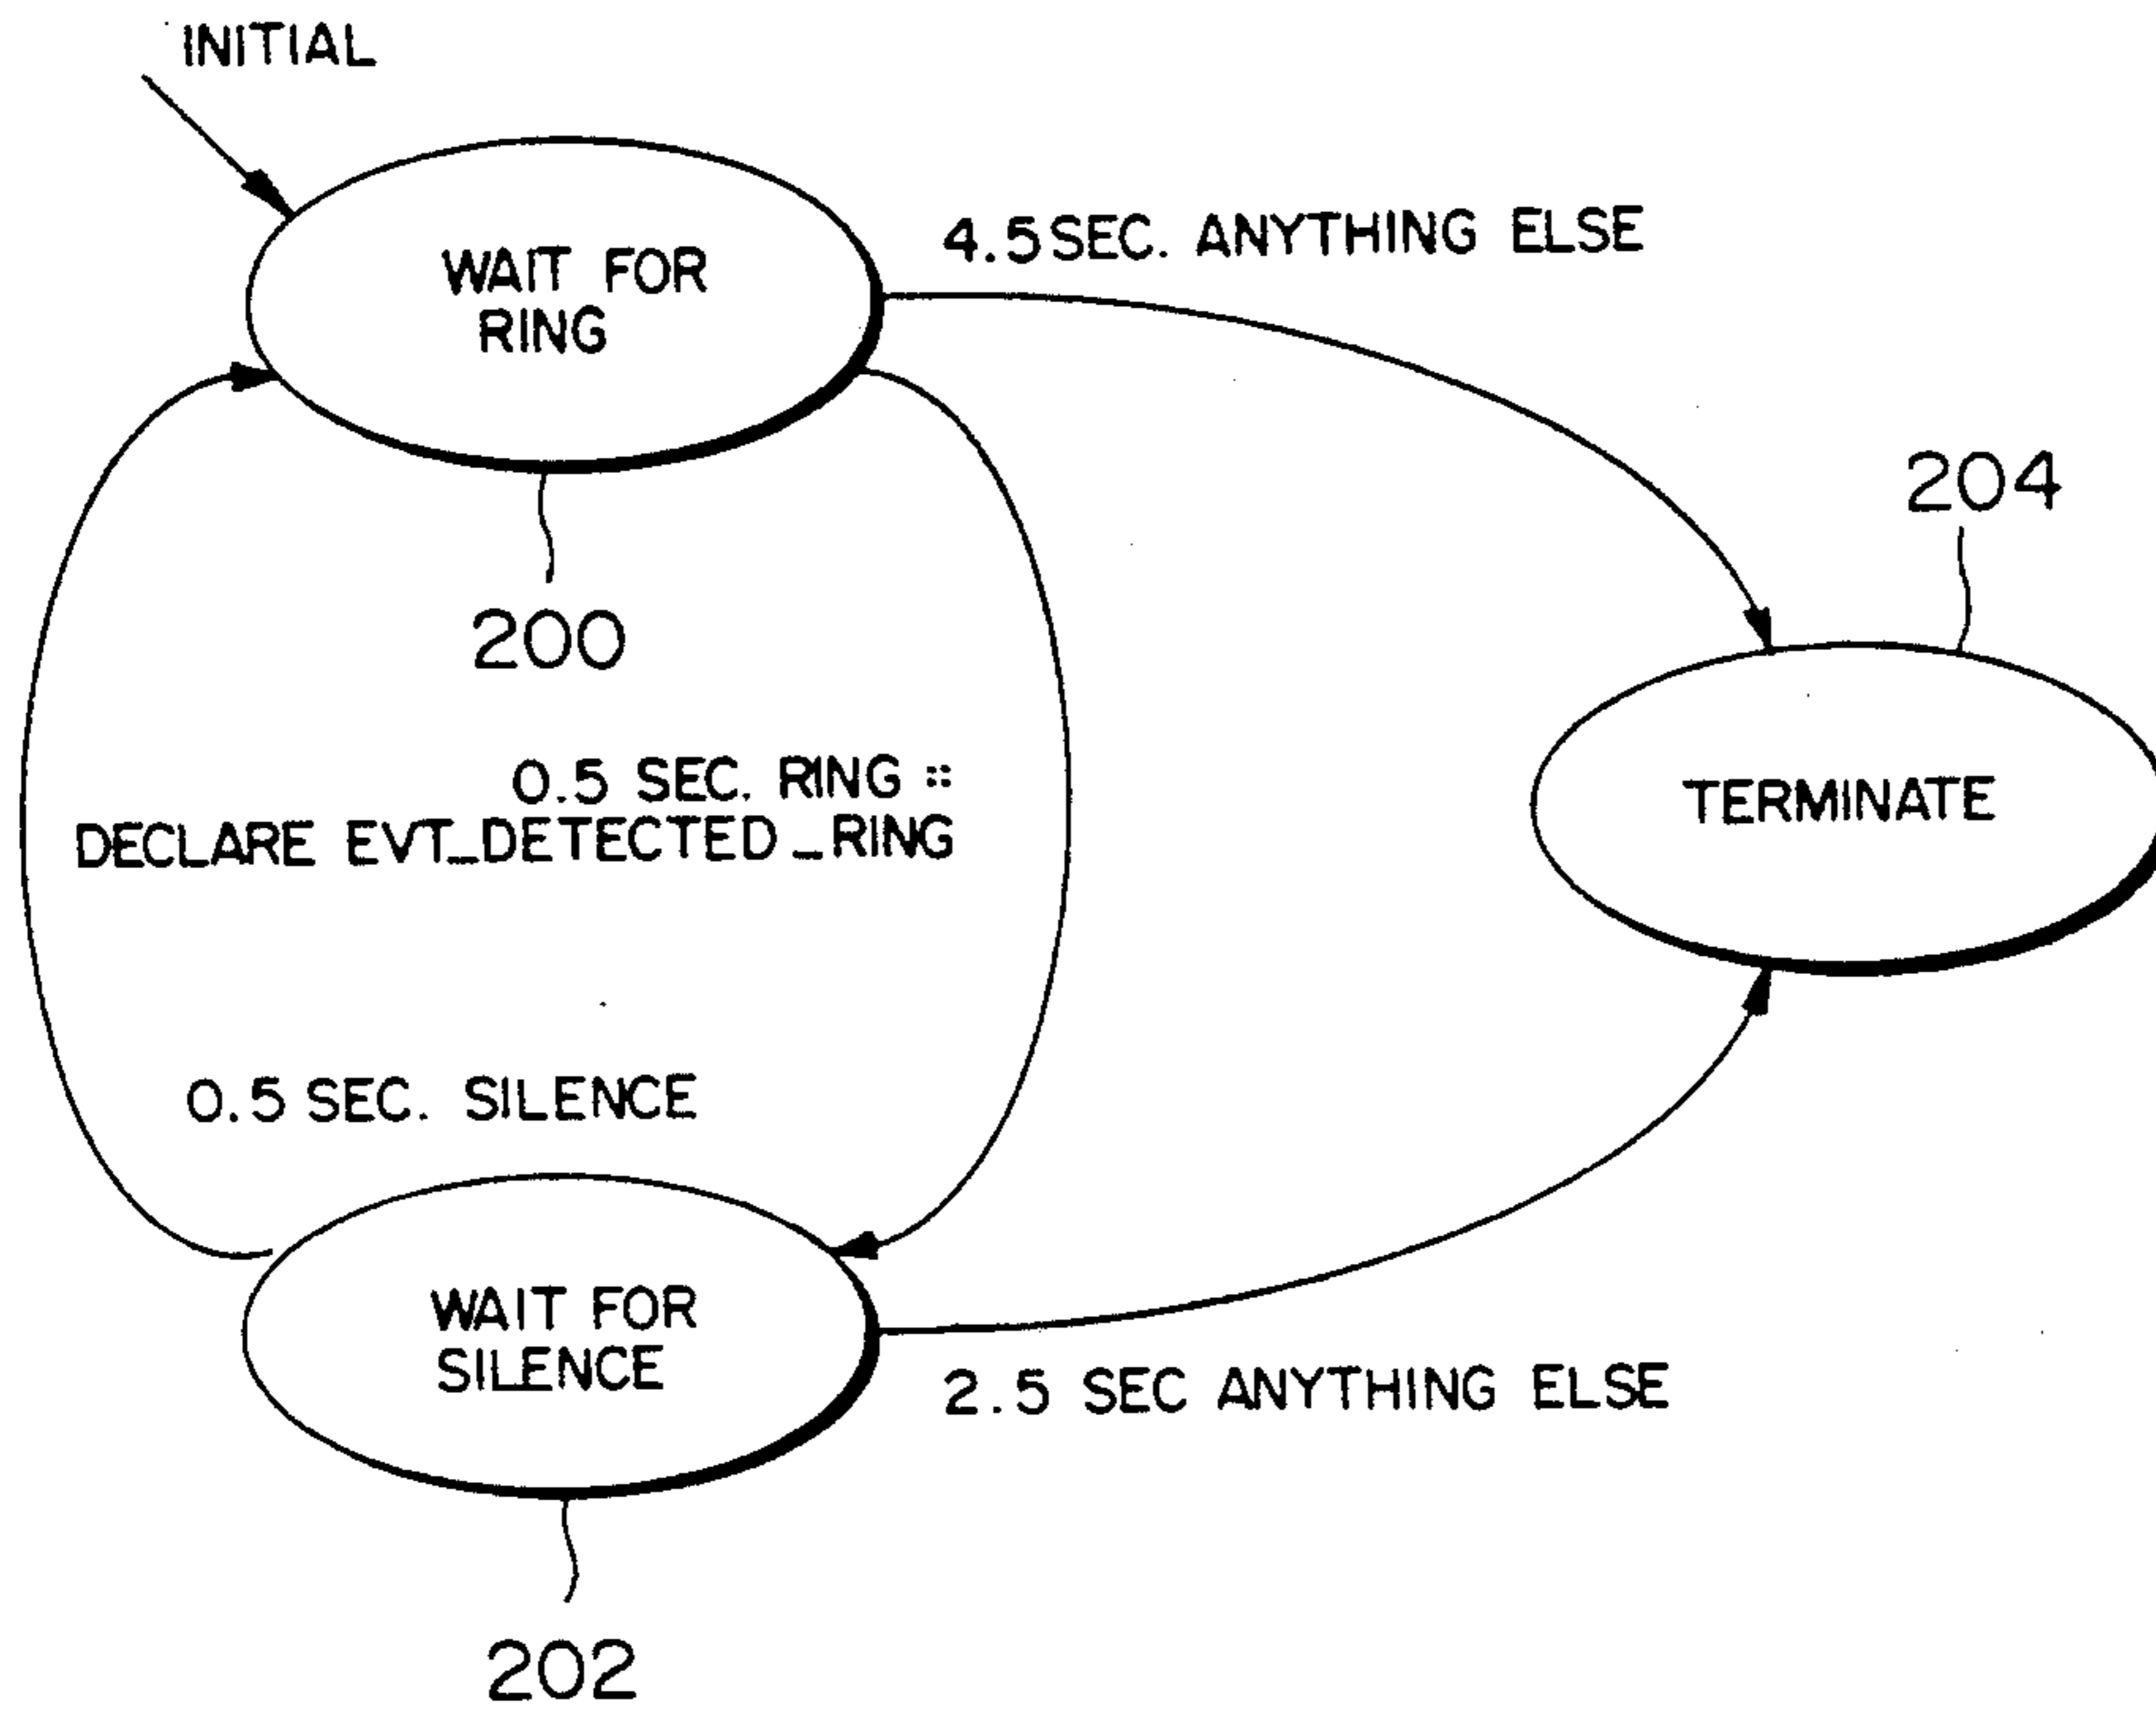 INITIAL
WAIT FOR
RING
4.5 SEC. ANYTHING ELSE
200
204
0.5 SEC. RING ::
DECLARE EVT_DETECTED_RING
TERMINATE
0.5 SEC. SILENCE
WAIT FOR
SILENCE
2.5 SEC ANYTHING ELSE
202